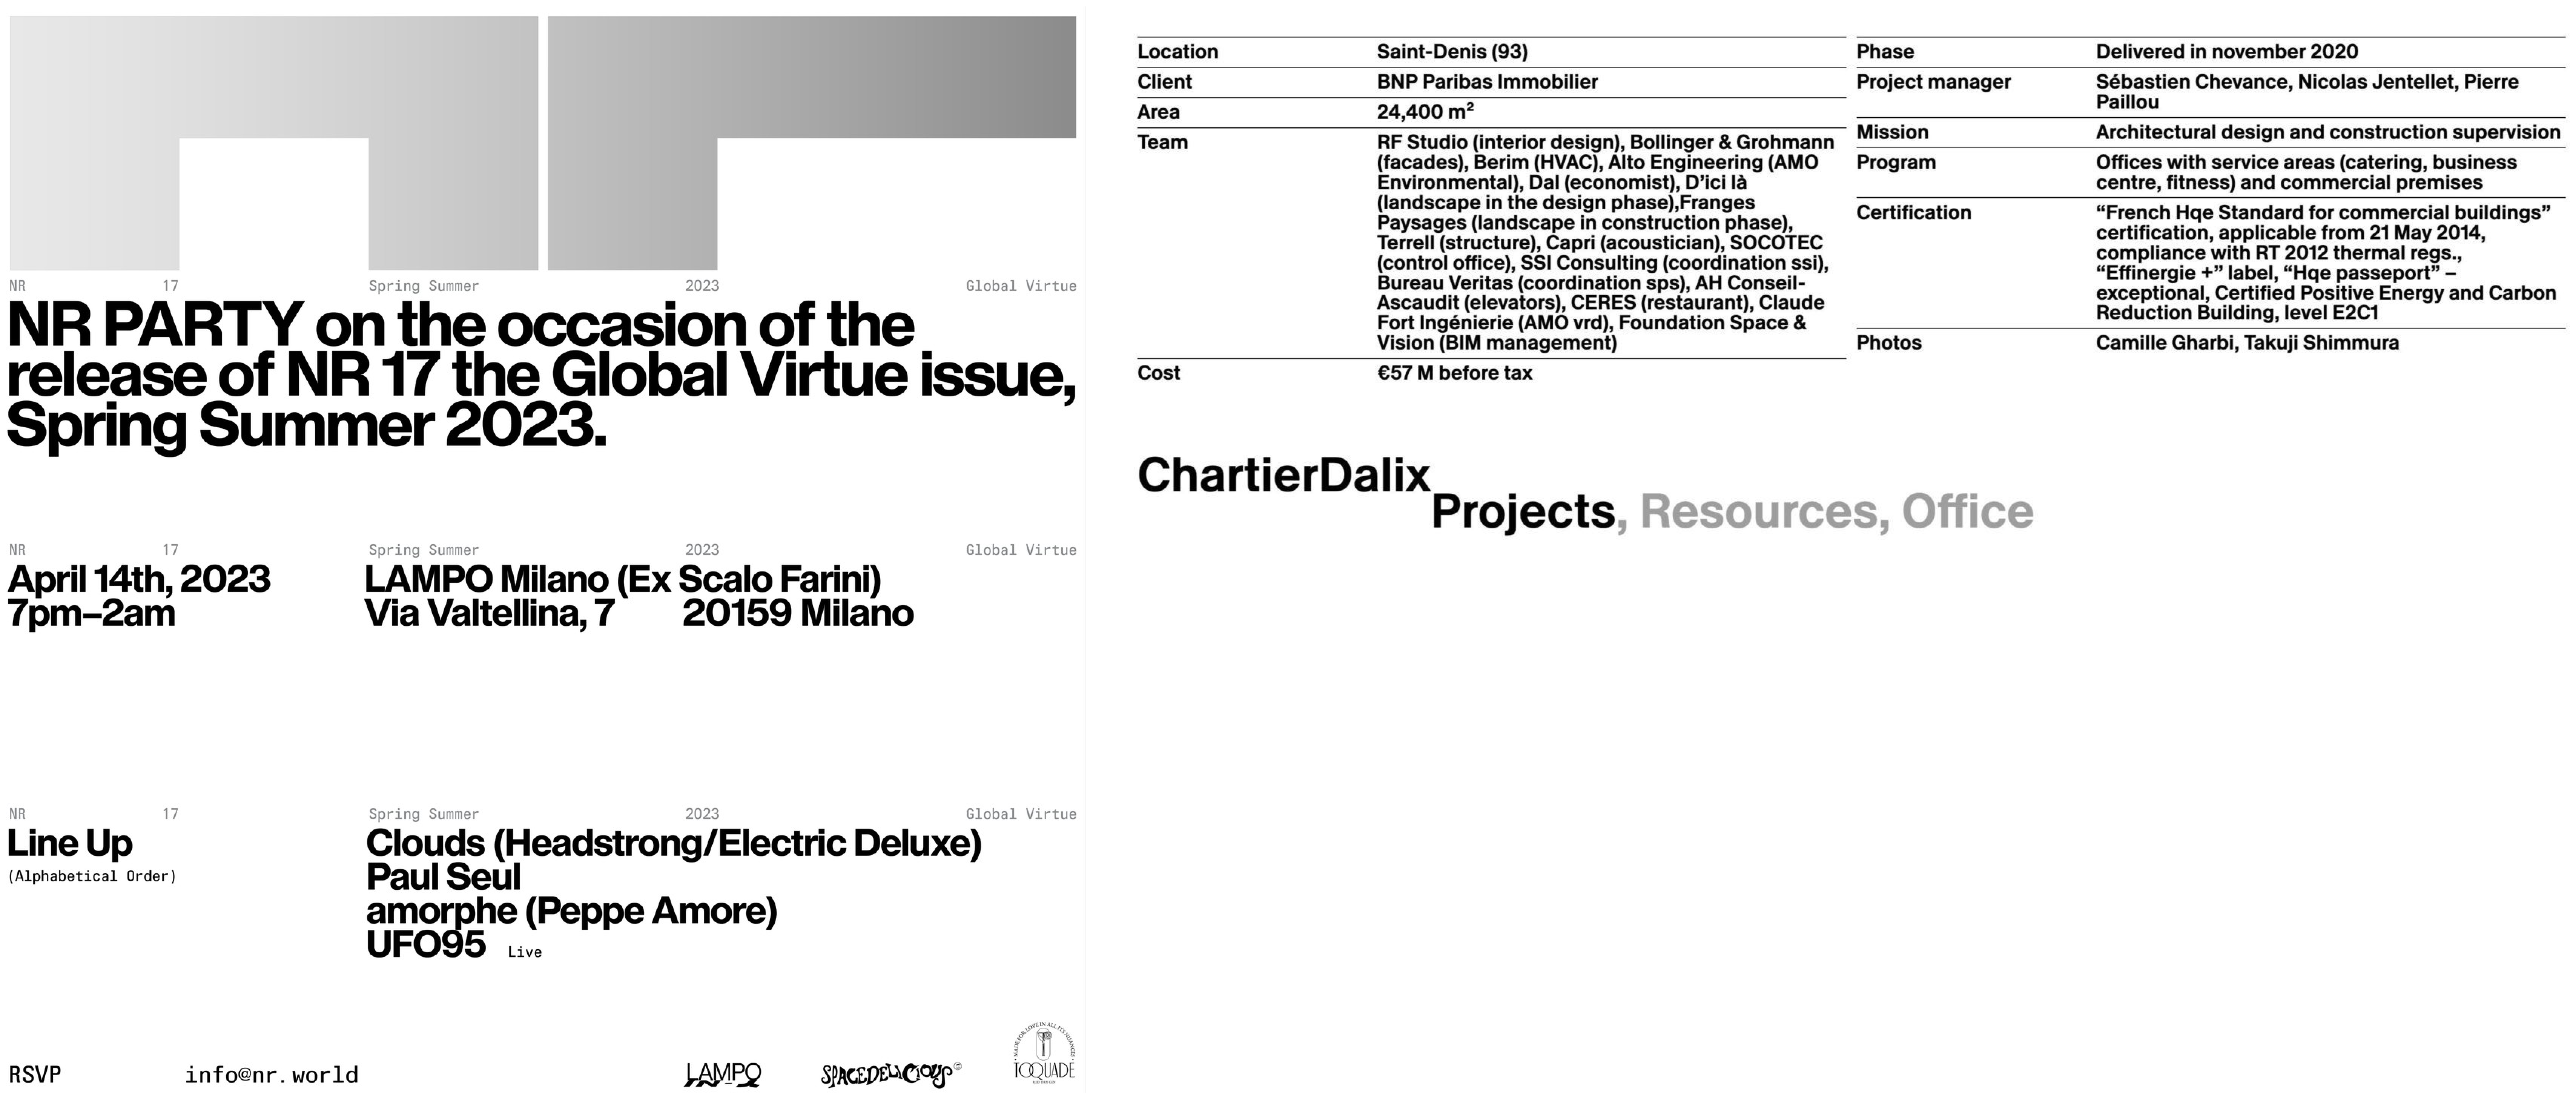 NR 17 Spring Summer 2023 Global Virtue
NR PARTY on the occasion of the
release of NR 17 the Global Virtue issue,
Spring Summer 2023.
NR 17 Spring Summer 2023 Global Virtue
April 14th, 2023
7pm–2am
LAMPO Milano (Ex Scalo Farini)
Via Valtellina, 7 20159 Milano
NR 17 Spring Summer 2023 Global Virtue
Line Up
(Alphabetical Order)
Clouds (Headstrong/Electric Deluxe)
Paul Seul
amorphe (Peppe Amore)
UFO95 Live
RSVP info@nr.world
LAMPO
SPACEDELICIOUS©
MADE FOR LOVE IN ALL ITS NUANCES
TOQUADE
Location Saint-Denis (93)
Client BNP Paribas Immobilier
Area 24,400 m²
Team RF Studio (interior design), Bollinger & Grohmann
(facades), Berim (HVAC), Alto Engineering (AMO
Environmental), Dal (economist), D’ici là
(landscape in the design phase),Franges
Paysages (landscape in construction phase),
Terrell (structure), Capri (acoustician), SOCOTEC
(control office), SSI Consulting (coordination ssi),
Bureau Veritas (coordination sps), AH Conseil-
Ascaudit (elevators), CERES (restaurant), Claude
Fort Ingénierie (AMO vrd), Foundation Space &
Vision (BIM management)
Cost €57 M before tax
Phase Delivered in november 2020
Project manager Sébastien Chevance, Nicolas Jentellet, Pierre
Paillou
Mission Architectural design and construction supervision
Program Offices with service areas (catering, business
centre, fitness) and commercial premises
Certification “French Hqe Standard for commercial buildings”
certification, applicable from 21 May 2014,
compliance with RT 2012 thermal regs.,
“Effinergie +” label, “Hqe passeport” –
exceptional, Certified Positive Energy and Carbon
Reduction Building, level E2C1
Photos Camille Gharbi, Takuji Shimmura
ChartierDalix
Projects, Resources, Office